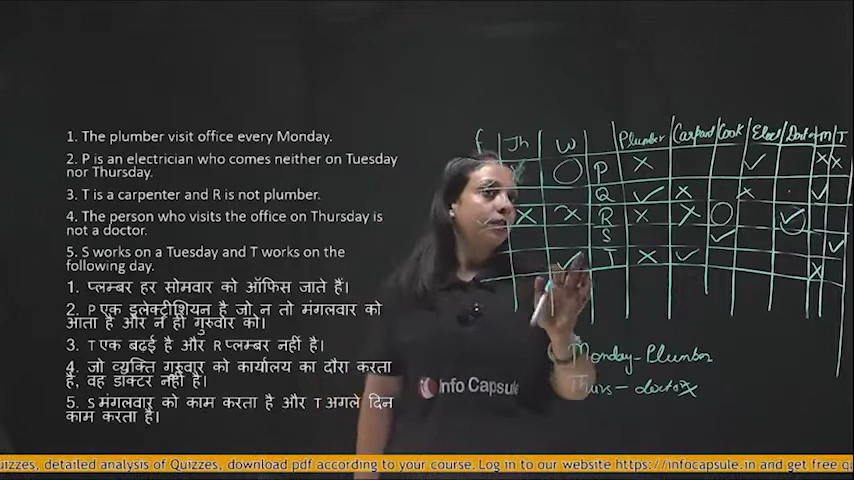 1. The plumber visit office every Monday.
2. P is an electrician who comes neither on Tuesday
nor Thursday.
3. T is a carpenter and R is not plumber.
4. The person who visits the office on Thursday is
not a doctor.
5. S works on a Tuesday and T works on the
following day.
1. प्लम्बर हर सोमवार को ऑफिस जाते हैं।
2. P एक इलेक्ट्रीशियन है जो न तो मंगलवार को
आता है और न ही गुरुवार को।
3. T एक बढ़ई है और R प्लम्बर नहीं है।
4. जो व्यक्ति गुरुवार को कार्यालय का दौरा करता
है, वह डॉक्टर नहीं है।
5. S मंगलवार को काम करता है और T अगले दिन
काम करता है।
f Th W Plumber Cook M T
P
Q
R
S
T
Monday-Plumber
Thurs - doctor
Info Capsule
uizzes, detailed analysis of Quizzes, download pdf according to your course. Log in to our website https://infocapsule.in and get free